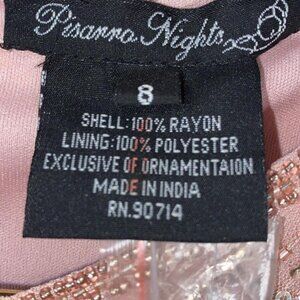 Pisarro Nights
8
SHELL:100% RAYON
LINING:100% POLYESTER
EXCLUSIVE OF ORNAMENTAION
MADE IN INDIA
RN.90714